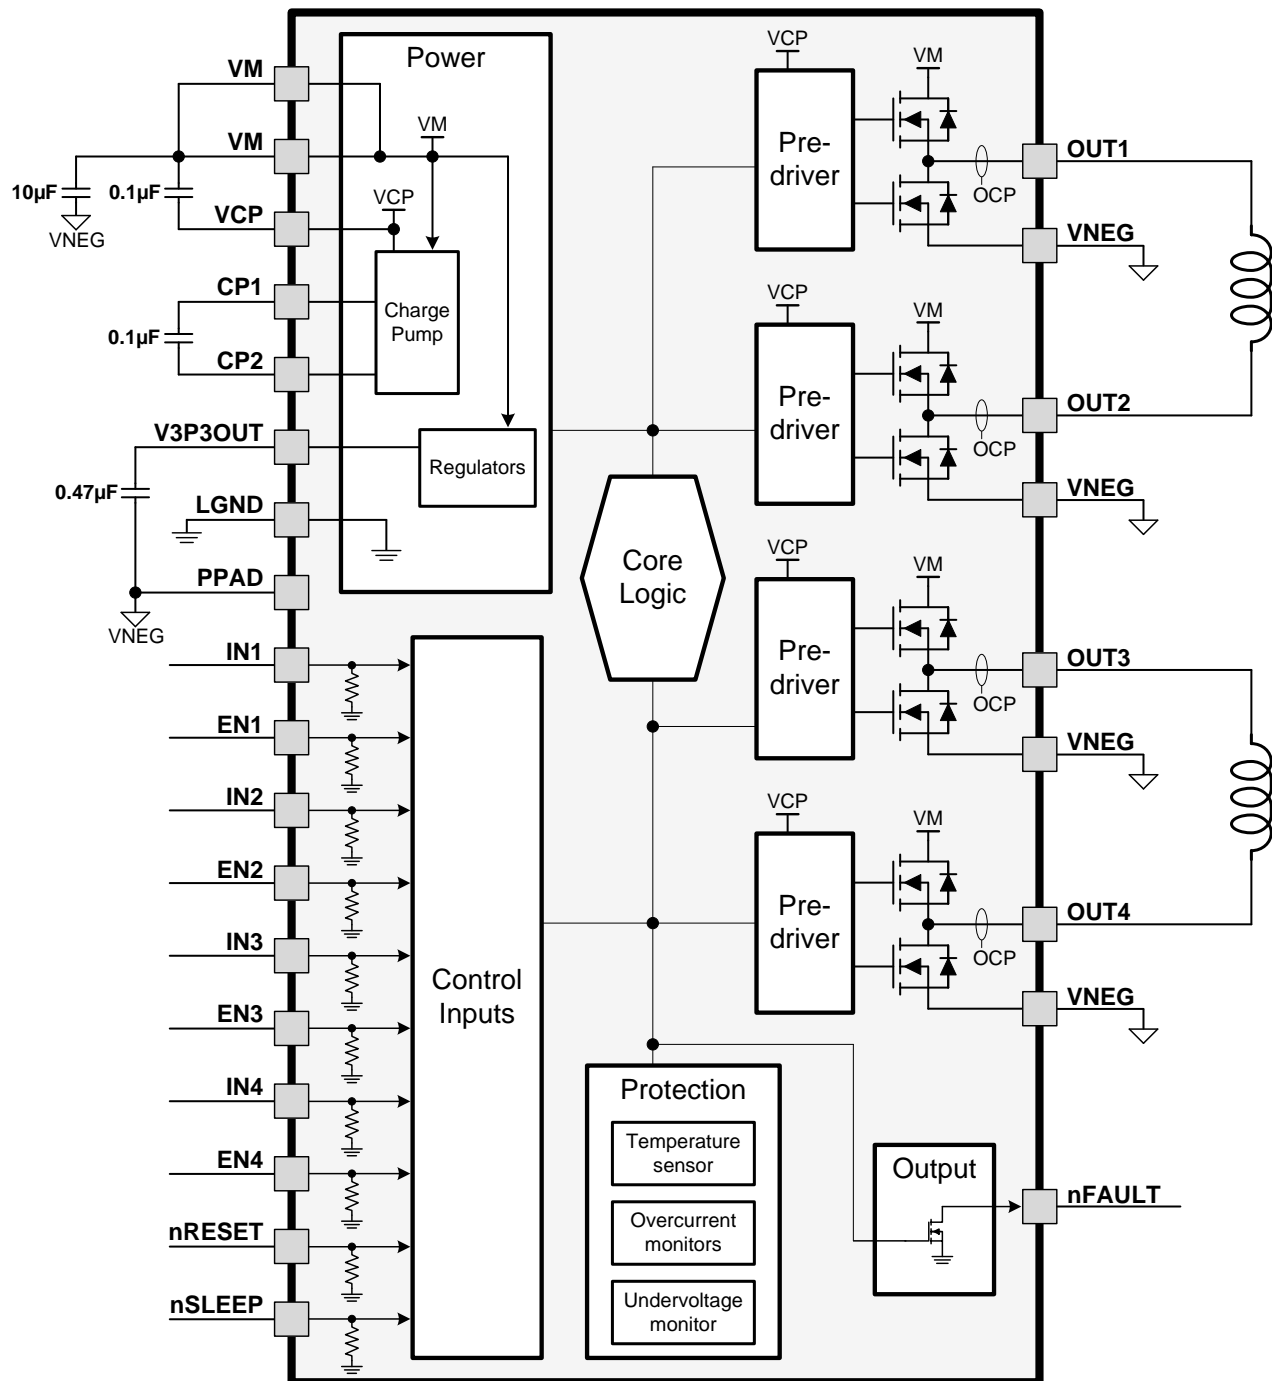 Power
VM
VM
VM
10µF
0.1µF
VNEG
VCP
VCP
CP1
0.1µF
CP2
Charge
Pump
V3P3OUT
Regulators
0.47µF
LGND
PPAD
VNEG
IN1
EN1
IN2
EN2
IN3
EN3
IN4
EN4
nRESET
nSLEEP
Control
Inputs
Core
Logic
VCP
VM
Pre-
driver
OCP
OUT1
VNEG
VCP
VM
Pre-
driver
OCP
OUT2
VNEG
VCP
VM
Pre-
driver
OCP
OUT3
VNEG
VCP
VM
Pre-
driver
OCP
OUT4
VNEG
Protection
Temperature
sensor
Overcurrent
monitors
Undervoltage
monitor
Output
nFAULT